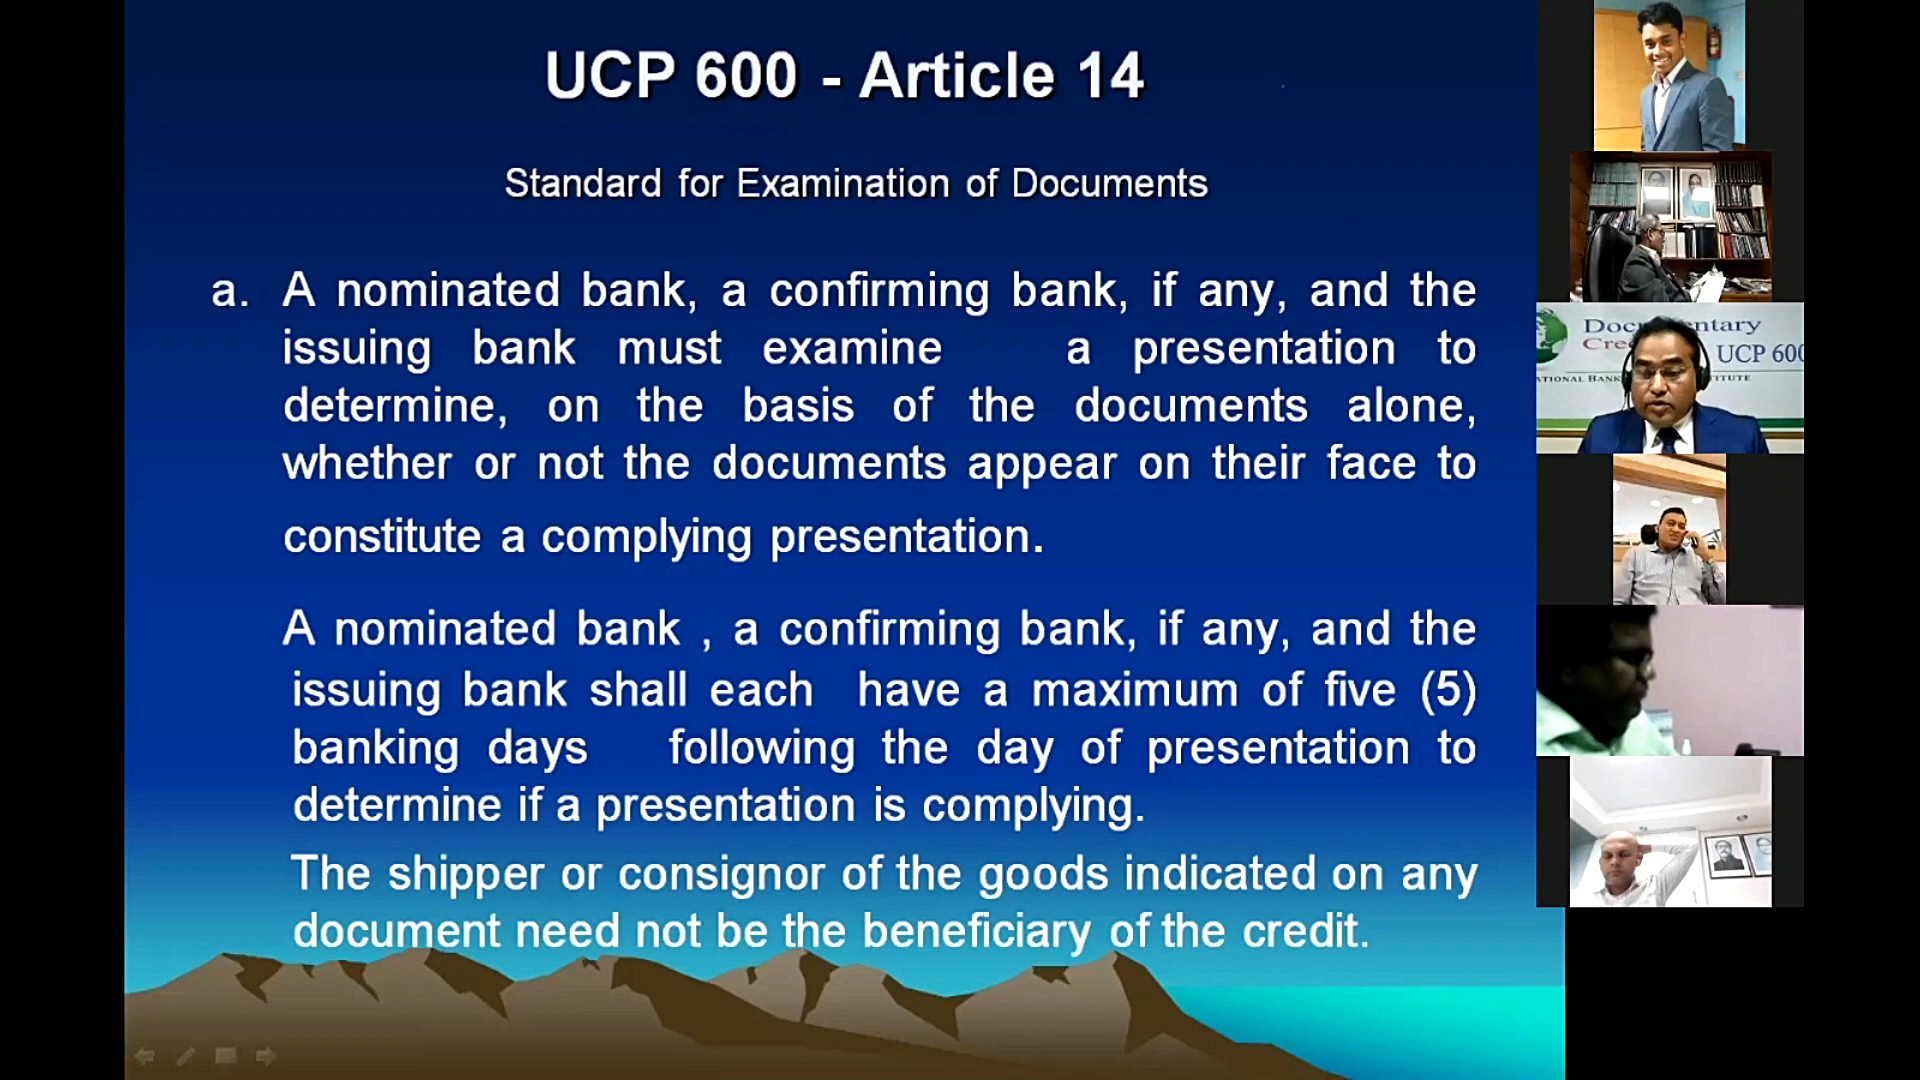 UCP 600 - Article 14
Standard for Examination of Documents
a. A nominated bank, a confirming bank, if any, and the
issuing bank must examine a presentation to
determine, on the basis of the documents alone,
whether or not the documents appear on their face to
constitute a complying presentation.
A nominated bank , a confirming bank, if any, and the
issuing bank shall each have a maximum of five (5)
banking days following the day of presentation to
determine if a presentation is complying.
The shipper or consignor of the goods indicated on any
document need not be the beneficiary of the credit.
UCP 600